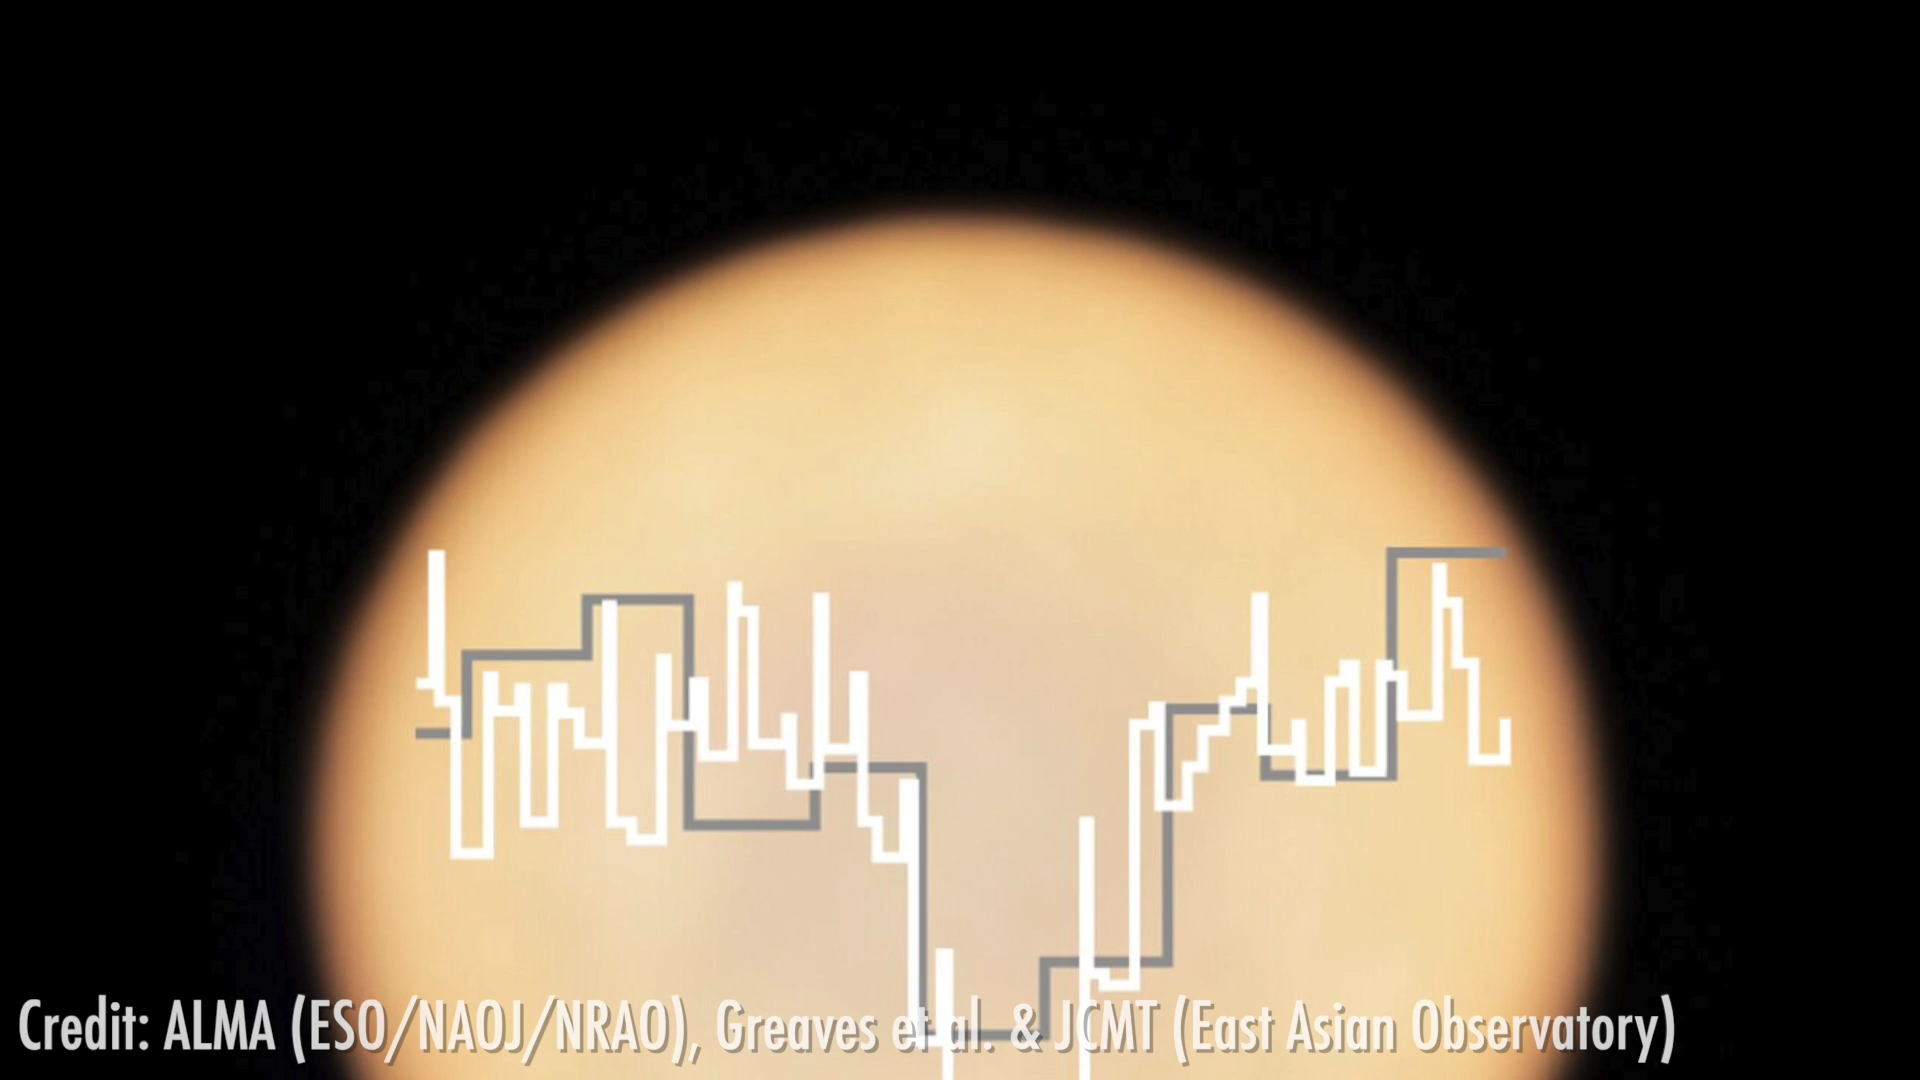 Credit: ALMA (ESO/NAOJ/NRAO), Greaves et al. & JCMT (East Asian Observatory)